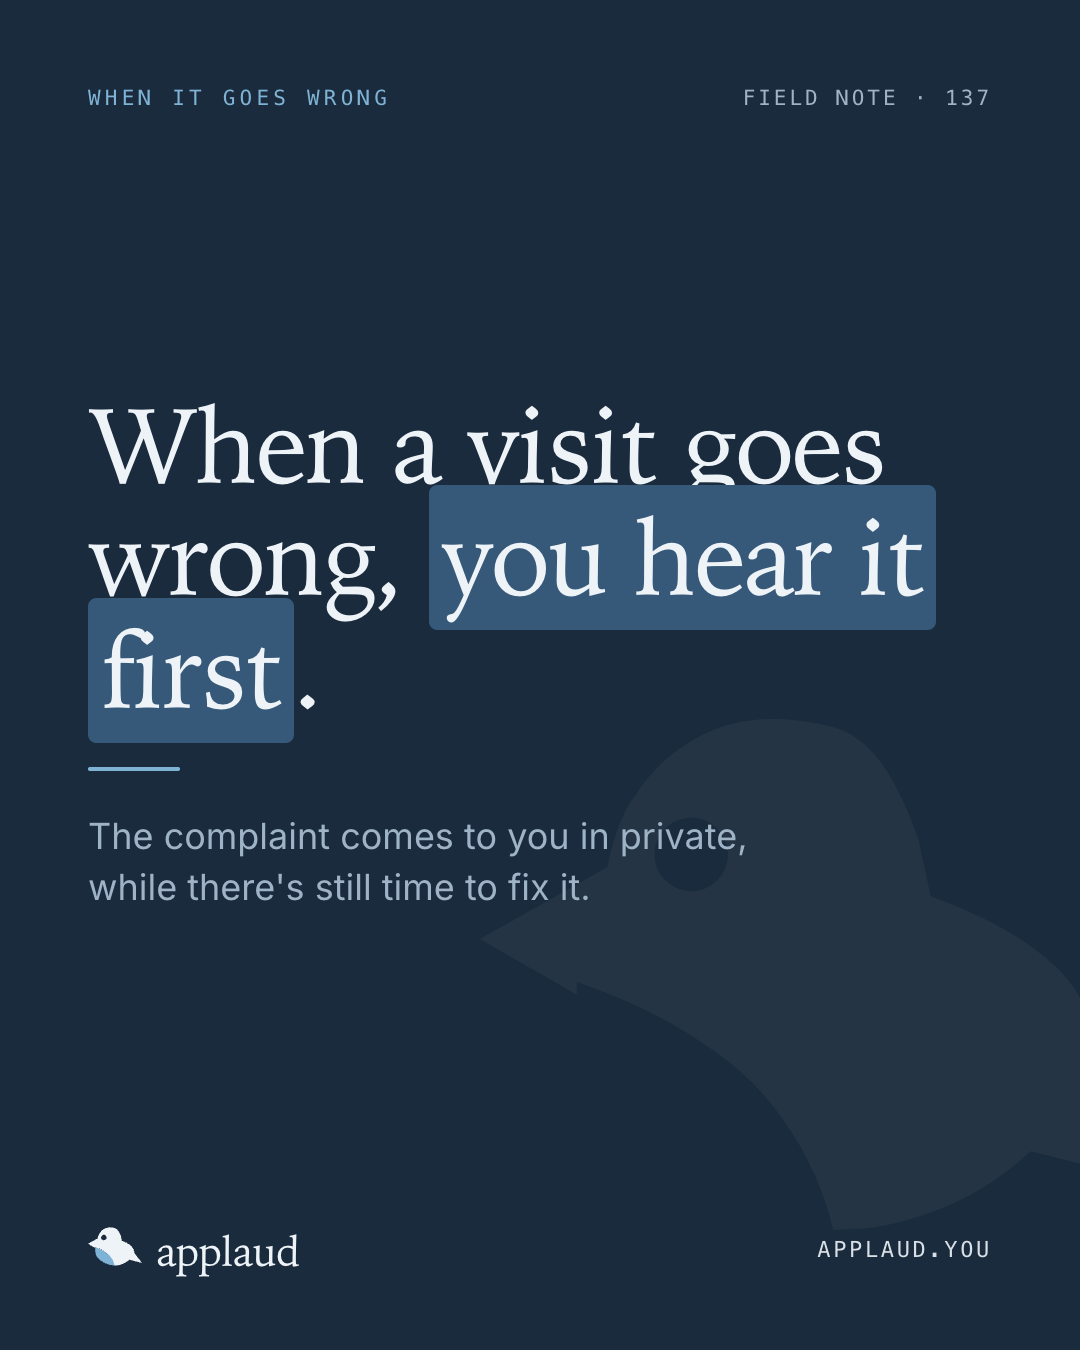 WHEN IT GOES WRONG
FIELD NOTE · 137
When a visit goes
wrong, you hear it
first.
The complaint comes to you in private,
while there's still time to fix it.
applaud
APPLAUD.YOU